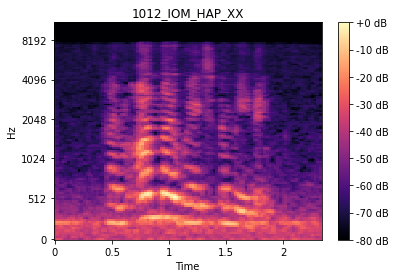 1012_IOM_HAP_XX
+0 dB
8192
-10 dB
4096
-20 dB
-30 dB
2048
Hz
-40 dB
1024
-50 dB
512
-60 dB
-70 dB
0
-80 dB
0
0.5
1
1.5
2
Time